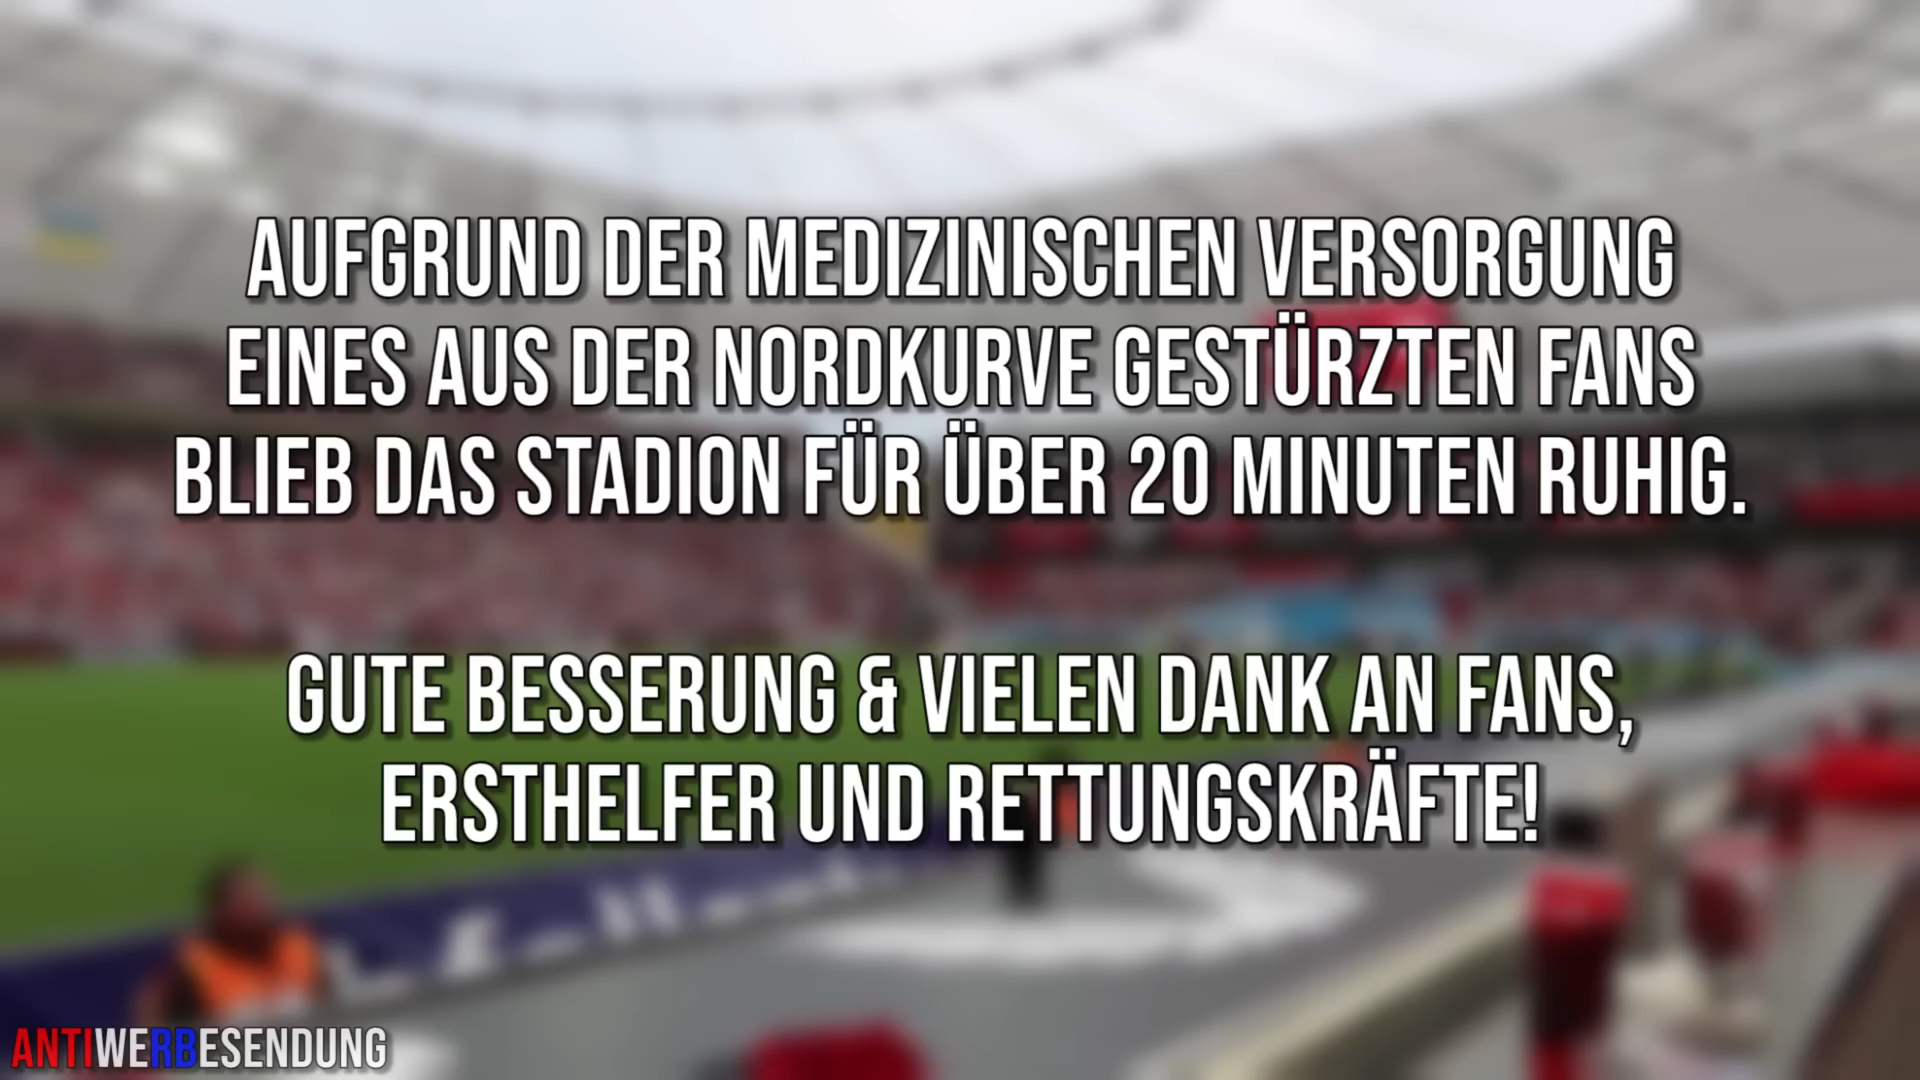 AUFGRUND DER MEDIZINISCHEN VERSORGUNG
EINES AUS DER NORDKURVE GESTÜRZTEN FANS
BLIEB DAS STADION FÜR ÜBER 20 MINUTEN RUHIG.
GUTE BESSERUNG & VIELEN DANK AN FANS,
ERSTHELFER UND RETTUNGSKRÄFTE!
ANTIWERBESENDUNG